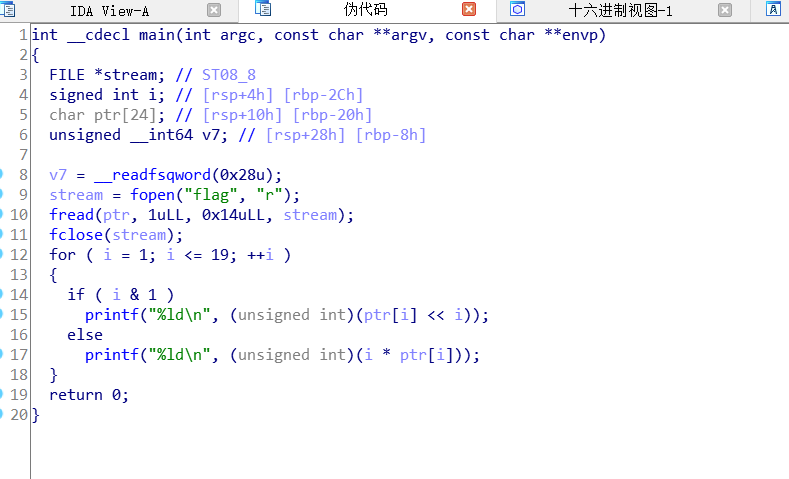 IDA View-A 伪代码 十六进制视图-1
1 int __cdecl main(int argc, const char **argv, const char **envp)
2 {
3 FILE *stream; // ST08_8
4 signed int i; // [rsp+4h] [rbp-2Ch]
5 char ptr[24]; // [rsp+10h] [rbp-20h]
6 unsigned __int64 v7; // [rsp+28h] [rbp-8h]
7
8 v7 = __readfsqword(0x28u);
9 stream = fopen("flag", "r");
10 fread(ptr, 1uLL, 0x14uLL, stream);
11 fclose(stream);
12 for ( i = 1; i <= 19; ++i )
13 {
14 if ( i & 1 )
15 printf("%ld\n", (unsigned int)(ptr[i] << i));
16 else
17 printf("%ld\n", (unsigned int)(i * ptr[i]));
18 }
19 return 0;
20 }